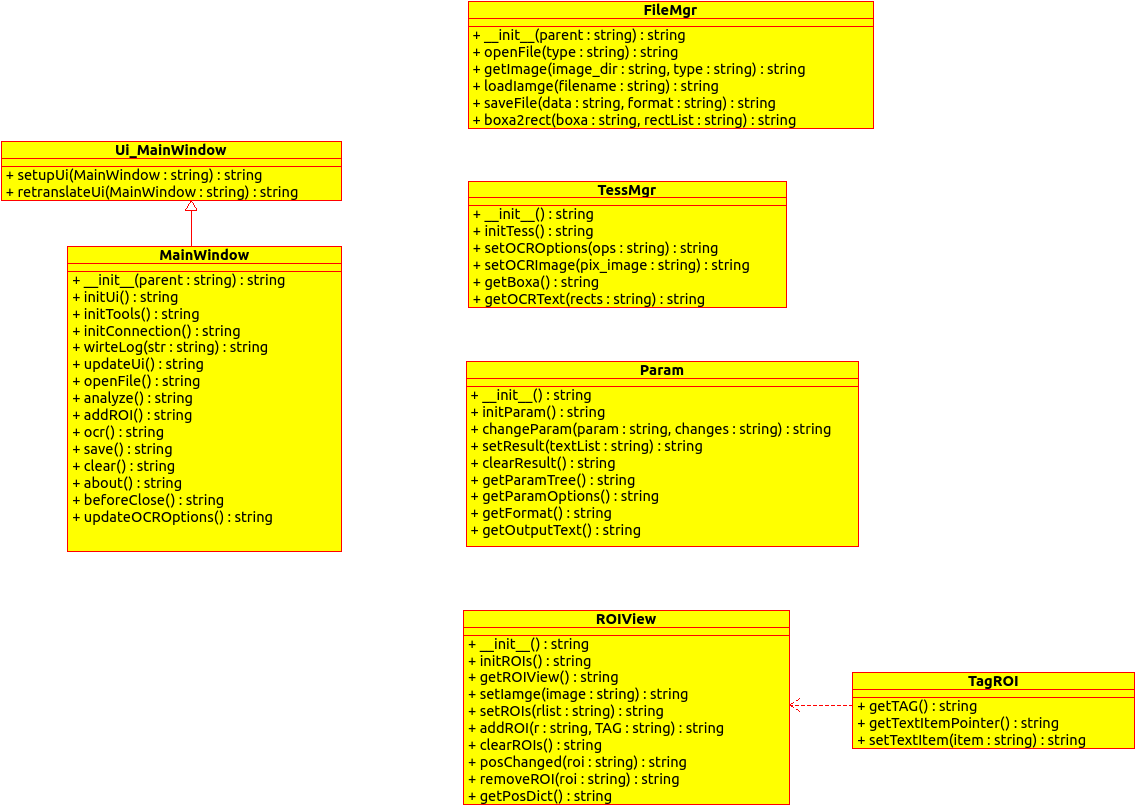 FileMgr
+ __init__(parent : string) : string
+ openFile(type : string) : string
+ getImage(image_dir : string, type : string) : string
+ loadIamge(filename : string) : string
+ saveFile(data : string, format : string) : string
+ boxa2rect(boxa : string, rectList : string) : string
Ui_MainWindow
+ setupUi(MainWindow : string) : string
+ retranslateUi(MainWindow : string) : string
TessMgr
+ __init__() : string
+ initTess() : string
+ setOCROptions(ops : string) : string
+ setOCRImage(pix_image : string) : string
+ getBoxa() : string
+ getOCRText(rects : string) : string
MainWindow
+ __init__(parent : string) : string
+ initUi() : string
+ initTools() : string
+ initConnection() : string
+ wirteLog(str : string) : string
+ updateUi() : string
+ openFile() : string
+ analyze() : string
+ addROI() : string
+ ocr() : string
+ save() : string
+ clear() : string
+ about() : string
+ beforeClose() : string
+ updateOCROptions() : string
Param
+ __init__() : string
+ initParam() : string
+ changeParam(param : string, changes : string) : string
+ setResult(textList : string) : string
+ clearResult() : string
+ getParamTree() : string
+ getParamOptions() : string
+ getFormat() : string
+ getOutputText() : string
ROIView
+ __init__() : string
+ initROIs() : string
+ getROIView() : string
+ setIamge(image : string) : string
+ setROIs(rlist : string) : string
+ addROI(r : string, TAG : string) : string
+ clearROIs() : string
+ posChanged(roi : string) : string
+ removeROI(roi : string) : string
+ getPosDict() : string
TagROI
+ getTAG() : string
+ getTextItemPointer() : string
+ setTextItem(item : string) : string